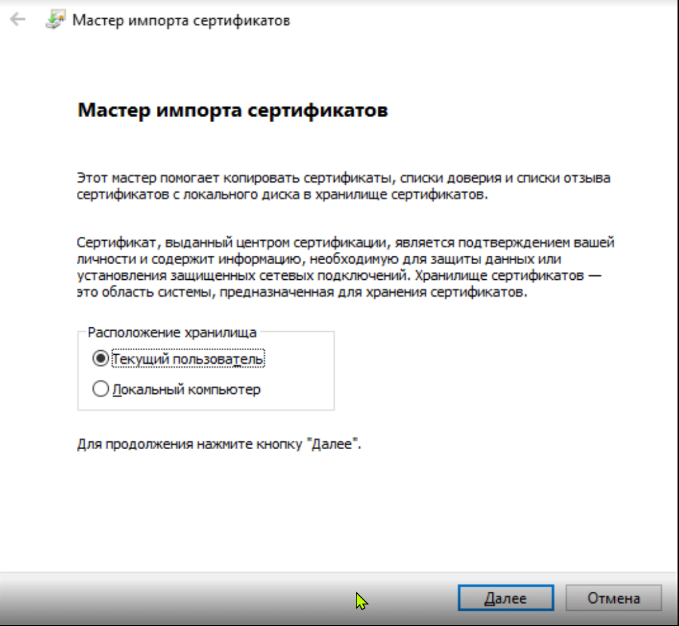 Мастер импорта сертификатов
Мастер импорта сертификатов
Этот мастер помогает копировать сертификаты, списки доверия и списки отзыва
сертификатов с локального диска в хранилище сертификатов.
Сертификат, выданный центром сертификации, является подтверждением вашей
личности и содержит информацию, необходимую для защиты данных или
установления защищенных сетевых подключений. Хранилище сертификатов —
это область системы, предназначенная для хранения сертификатов.
Расположение хранилища
Текущий пользователь
Локальный компьютер
Для продолжения нажмите кнопку "Далее".
Далее
Отмена